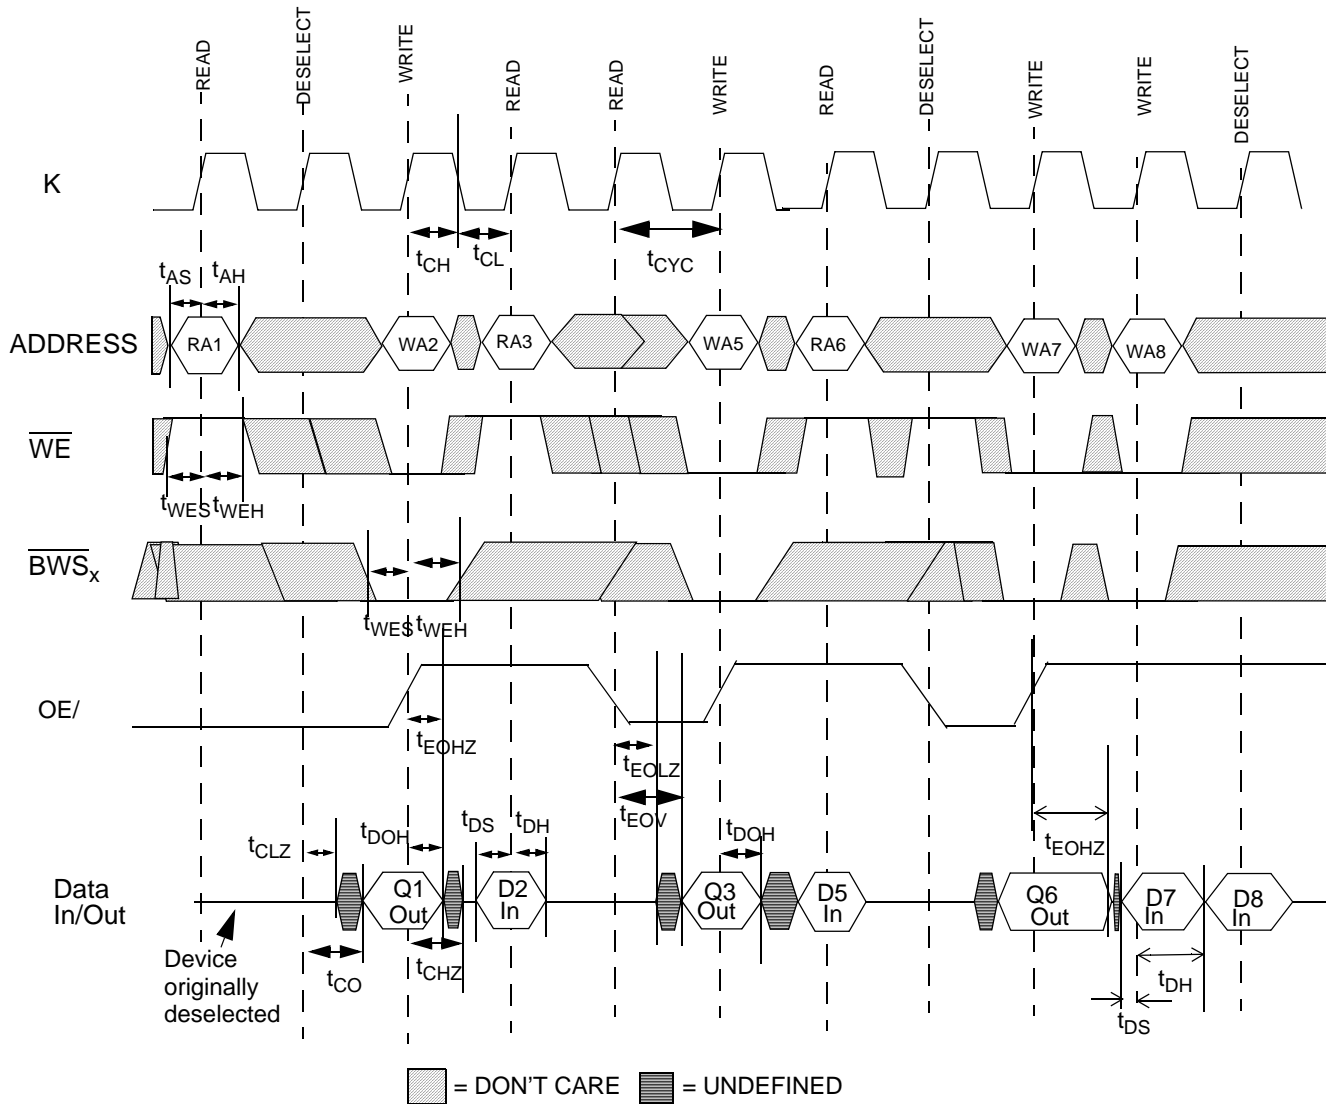 READ
DESELECT
WRITE
READ
READ
WRITE
READ
DESELECT
WRITE
WRITE
DESELECT
K
tCH
tCL
tCYC
tAS
tAH
ADDRESS
RA1
WA2
RA3
WA5
RA6
WA7
WA8
WE
tWES
tWEH
BWSx
tWES
tWEH
OE/
tEOHZ
tEOLZ
tEOV
tCLZ
tDOH
tDS
tDH
tDOH
tEOHZ
Data
In/Out
Q1
Out
D2
In
Q3
Out
D5
In
Q6
Out
D7
In
D8
In
Device
originally
deselected
tCO
tCHZ
tDH
tDS
= DON'T CARE
= UNDEFINED